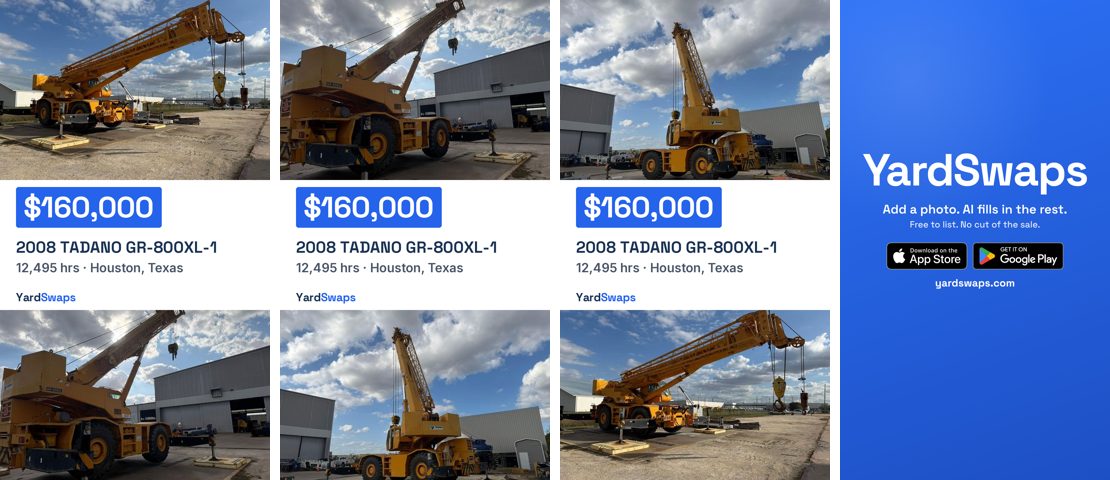 $160,000
2008 TADANO GR-800XL-1
12,495 hrs · Houston, Texas
YardSwaps
$160,000
2008 TADANO GR-800XL-1
12,495 hrs · Houston, Texas
YardSwaps
$160,000
2008 TADANO GR-800XL-1
12,495 hrs · Houston, Texas
YardSwaps
YardSwaps
Add a photo. AI fills in the rest.
Free to list. No cut of the sale.
Download on the
App Store
GET IT ON
Google Play
yardswaps.com